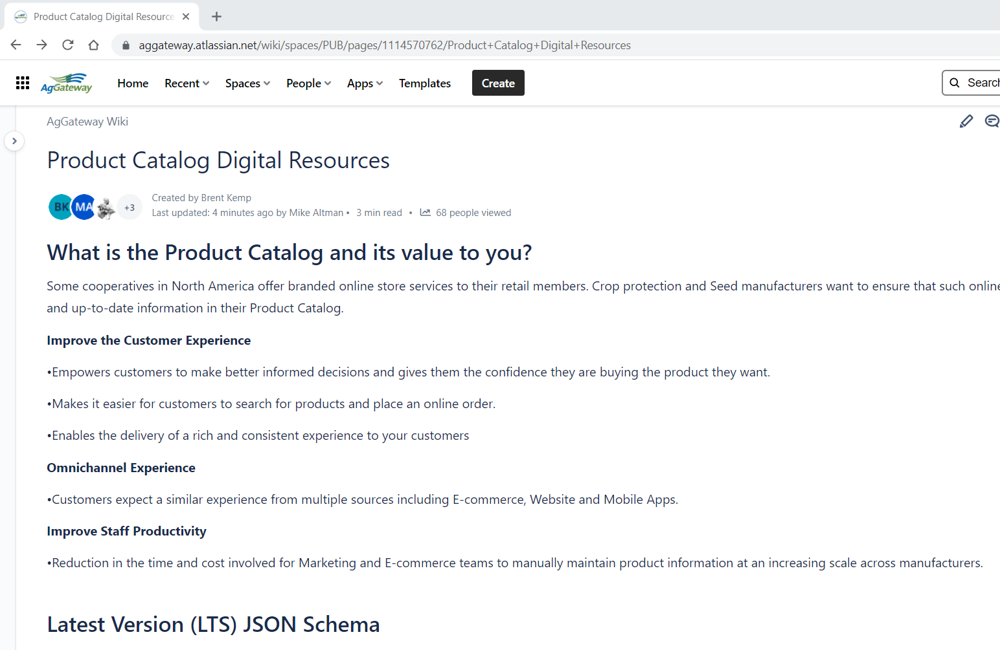 Product Catalog Digital Resource
aggateway.atlassian.net/wiki/spaces/PUB/pages/1114570762/Product+Catalog+Digital+Resources
AgGateway Home Recent Spaces People Apps Templates Create Search
AgGateway Wiki
Product Catalog Digital Resources
BK MA +3
Created by Brent Kemp
Last updated: 4 minutes ago by Mike Altman • 3 min read • 68 people viewed
What is the Product Catalog and its value to you?
Some cooperatives in North America offer branded online store services to their retail members. Crop protection and Seed manufacturers want to ensure that such online
and up-to-date information in their Product Catalog.
Improve the Customer Experience
•Empowers customers to make better informed decisions and gives them the confidence they are buying the product they want.
•Makes it easier for customers to search for products and place an online order.
•Enables the delivery of a rich and consistent experience to your customers
Omnichannel Experience
•Customers expect a similar experience from multiple sources including E-commerce, Website and Mobile Apps.
Improve Staff Productivity
•Reduction in the time and cost involved for Marketing and E-commerce teams to manually maintain product information at an increasing scale across manufacturers.
Latest Version (LTS) JSON Schema